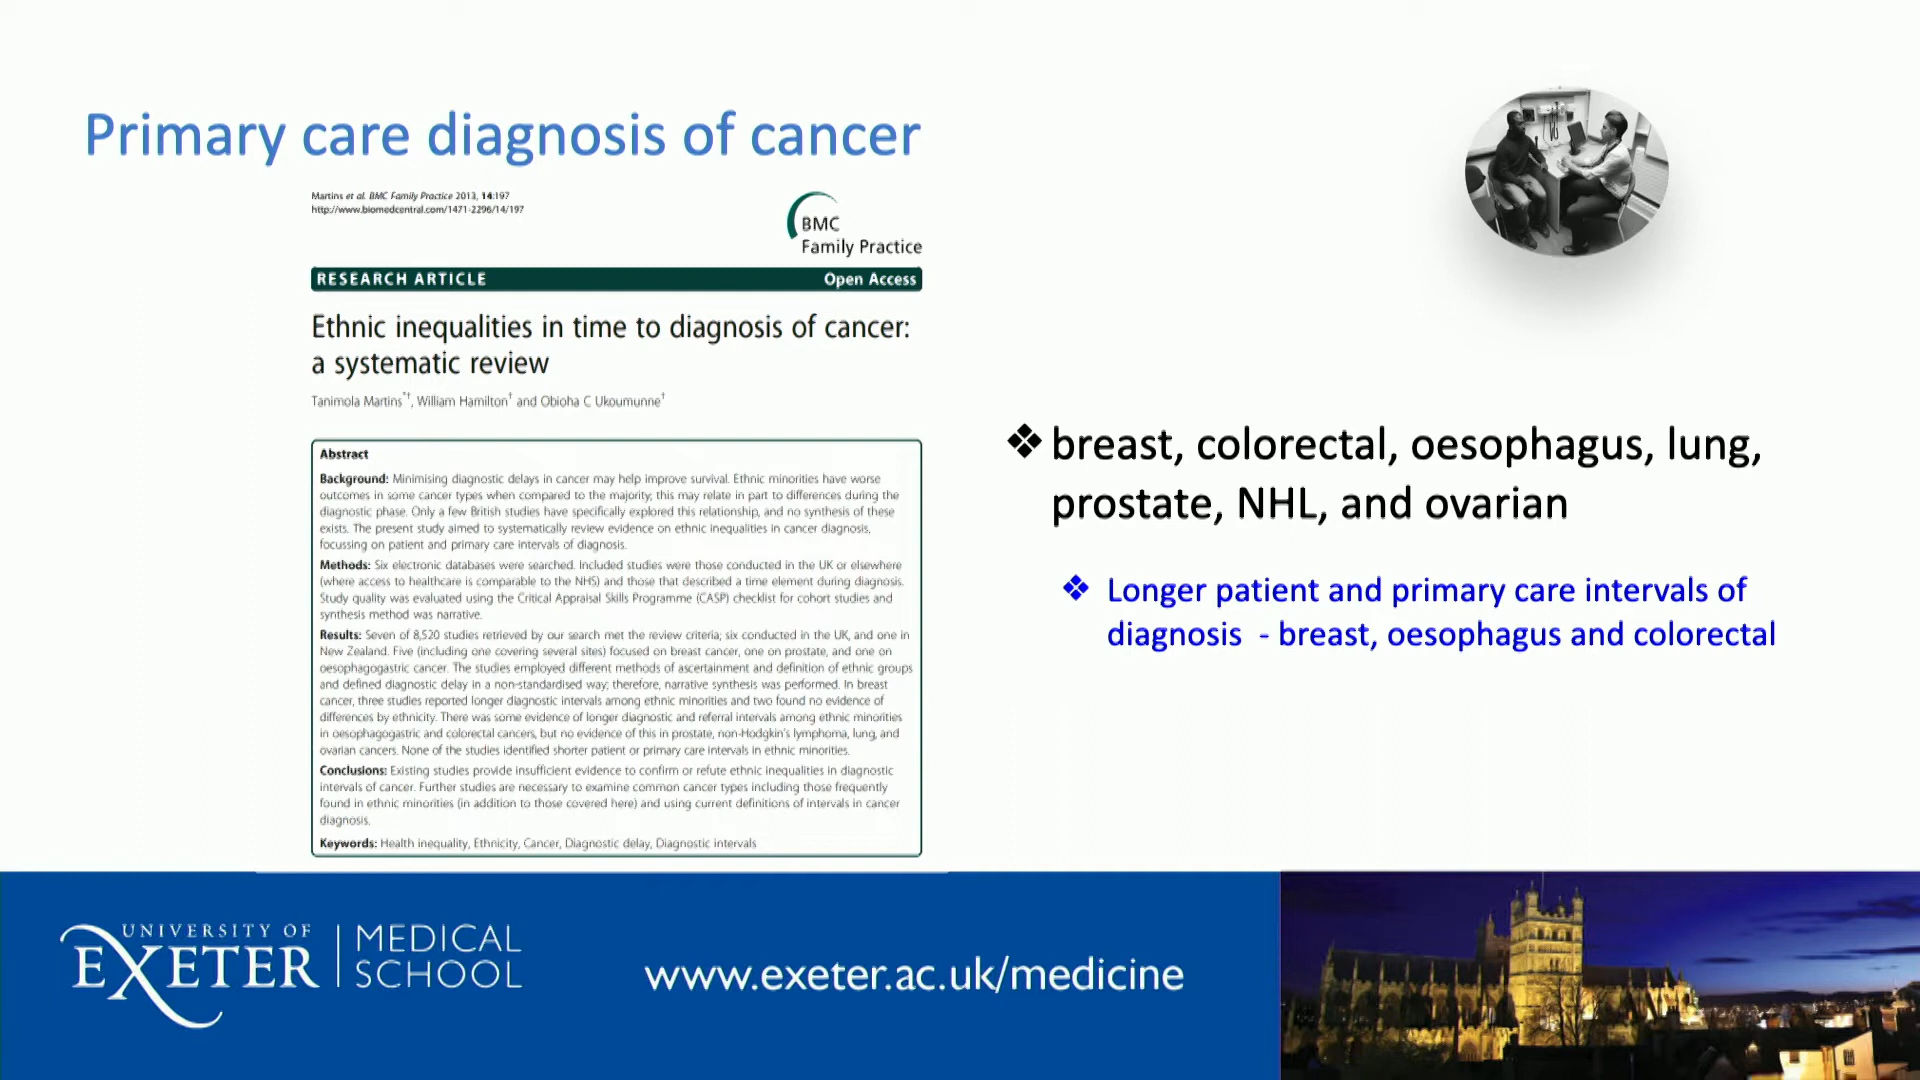 Primary care diagnosis of cancer
Martins et al. BMC Family Practice 2013, 14:197
http://www.biomedcentral.com/1471-2296/14/197
BMC
Family Practice
RESEARCH ARTICLE Open Access
Ethnic inequalities in time to diagnosis of cancer:
a systematic review
Tanimola Martins*†, William Hamilton† and Obioha C Ukoumunne†
Abstract
Background: Minimising diagnostic delays in cancer may help improve survival. Ethnic minorities have worse
outcomes in some cancer types when compared to the majority; this may relate in part to differences during the
diagnostic phase. Only a few British studies have specifically explored this relationship, and no synthesis of these
exists. The present study aimed to systematically review evidence on ethnic inequalities in cancer diagnosis,
focussing on patient and primary care intervals of diagnosis.
Methods: Six electronic databases were searched. Included studies were those conducted in the UK or elsewhere
(where access to healthcare is comparable to the NHS) and those that described a time element during diagnosis.
Study quality was evaluated using the Critical Appraisal Skills Programme (CASP) checklist for cohort studies and
synthesis method was narrative.
Results: Seven of 8,520 studies retrieved by our search met the review criteria; six conducted in the UK, and one in
New Zealand. Five (including one covering several sites) focused on breast cancer, one on prostate, and one on
oesophagogastric cancer. The studies employed different methods of ascertainment and definition of ethnic groups
and defined diagnostic delay in a non-standardised way; therefore, narrative synthesis was performed. In breast
cancer, three studies reported longer diagnostic intervals among ethnic minorities and two found no evidence of
differences by ethnicity. There was some evidence of longer diagnostic and referral intervals among ethnic minorities
in oesophagogastric and colorectal cancers, but no evidence of this in prostate, non-Hodgkin's lymphoma, lung, and
ovarian cancers. None of the studies identified shorter patient or primary care intervals in ethnic minorities.
Conclusions: Existing studies provide insufficient evidence to confirm or refute ethnic inequalities in diagnostic
intervals of cancer. Further studies are necessary to examine common cancer types including those frequently
found in ethnic minorities (in addition to those covered here) and using current definitions of intervals in cancer
diagnosis.
Keywords: Health inequality, Ethnicity, Cancer, Diagnostic delay, Diagnostic intervals
❖ breast, colorectal, oesophagus, lung,
prostate, NHL, and ovarian
❖ Longer patient and primary care intervals of
diagnosis - breast, oesophagus and colorectal
UNIVERSITY OF
EXETER
MEDICAL
SCHOOL
www.exeter.ac.uk/medicine